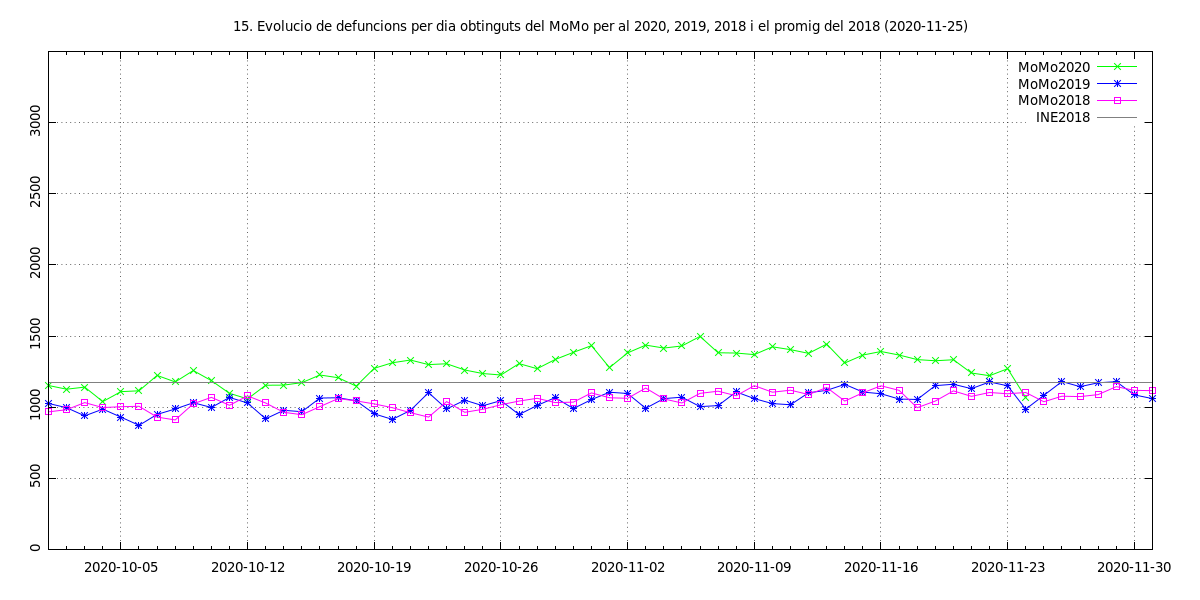 15. Evolucio de defuncions per dia obtinguts del MoMo per al 2020, 2019, 2018 i el promig del 2018 (2020-11-25)
MoMo2020
MoMo2019
MoMo2018
INE2018
3000
2500
2000
1500
1000
500
0
2020-10-05 2020-10-12 2020-10-19 2020-10-26 2020-11-02 2020-11-09 2020-11-16 2020-11-23 2020-11-30